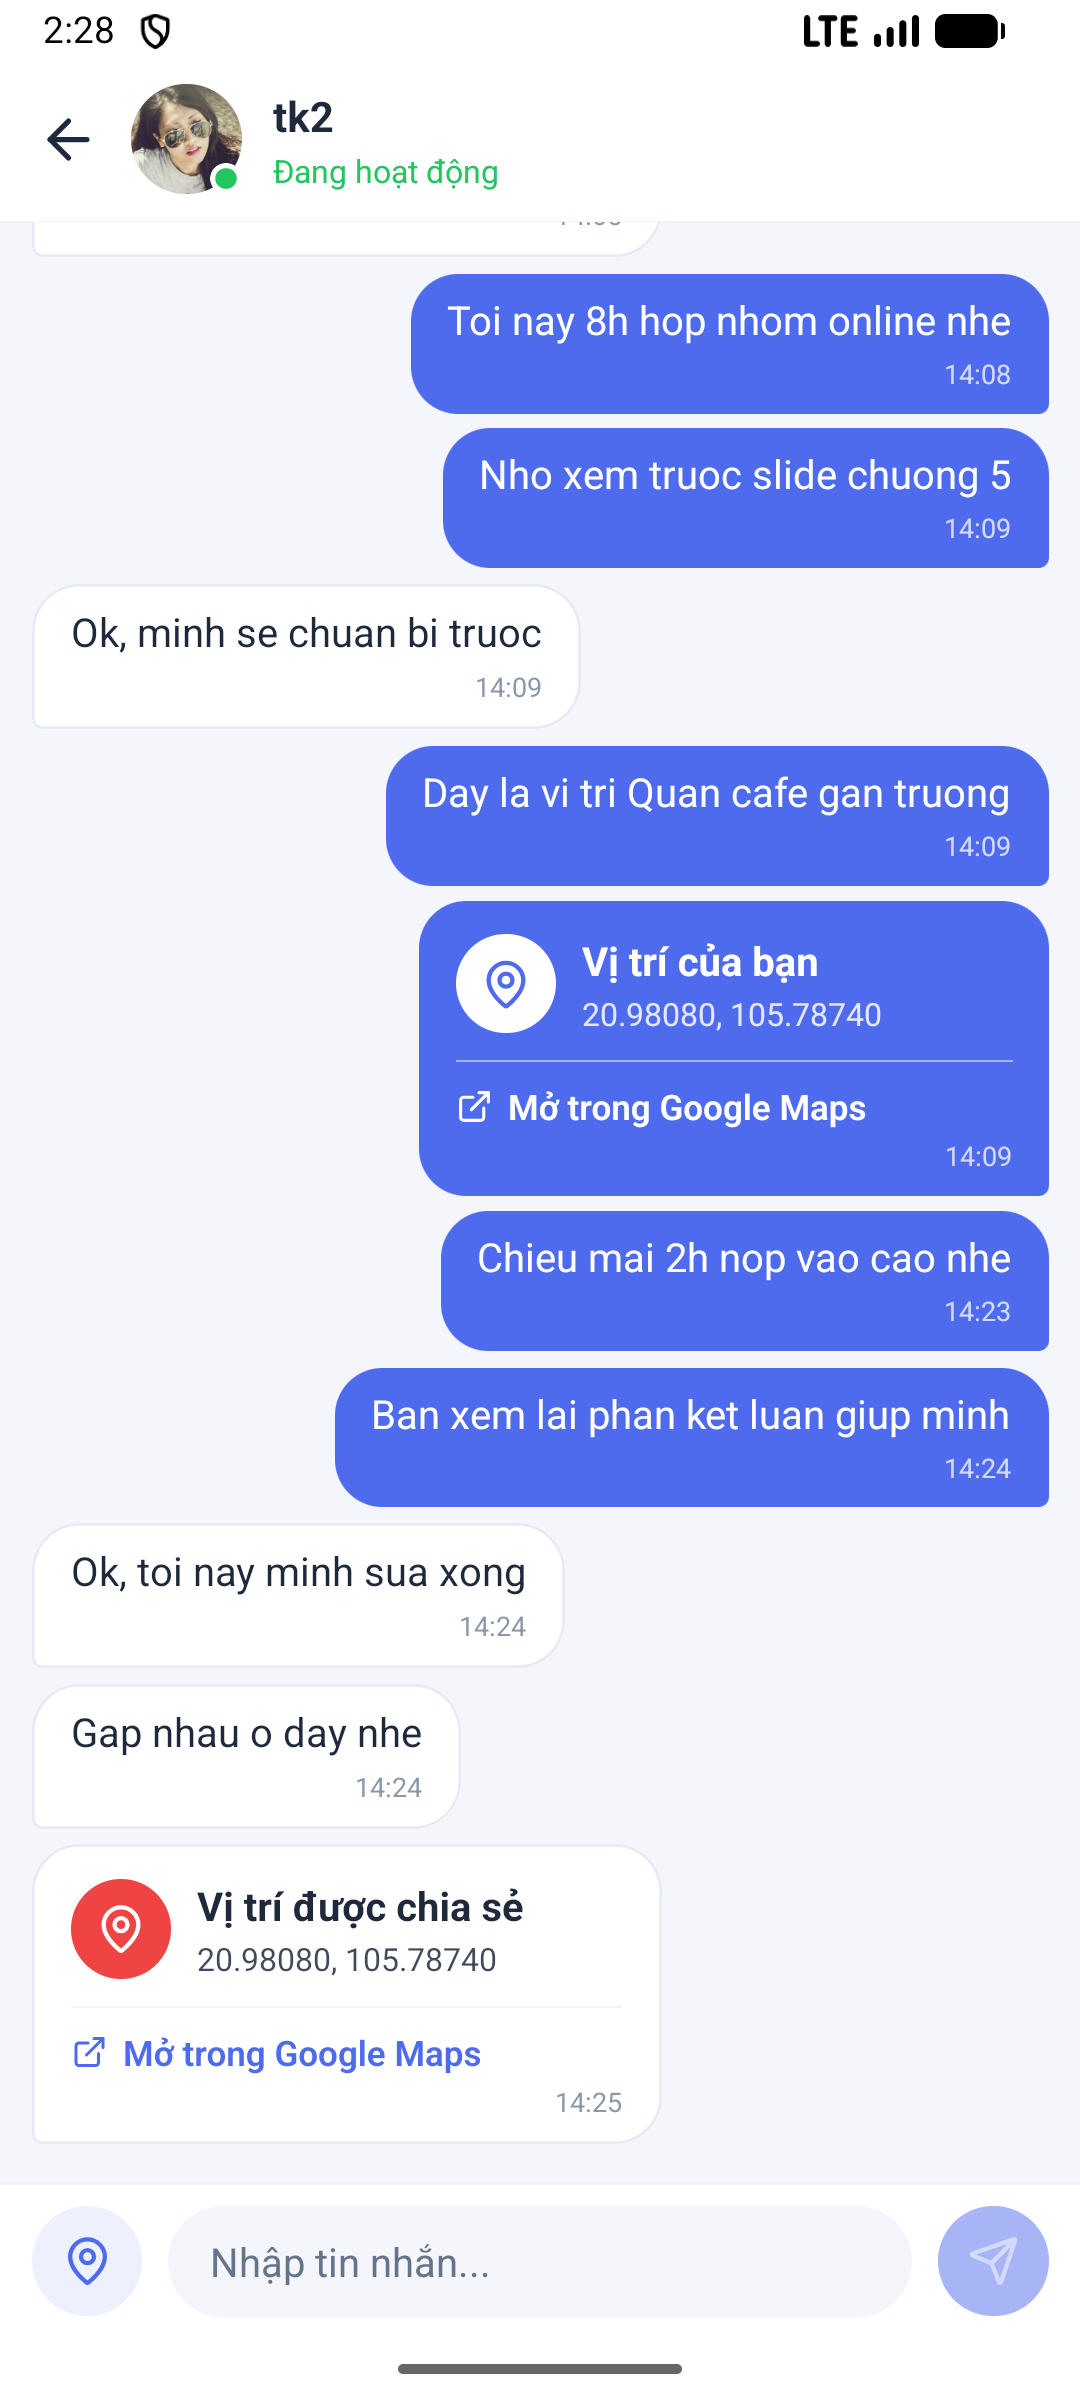 2:28
LTE
tk2
Đang hoạt động
Toi nay 8h hop nhom online nhe
14:08
Nho xem truoc slide chuong 5
14:09
Ok, minh se chuan bi truoc
14:09
Day la vi tri Quan cafe gan truong
14:09
Vị trí của bạn
20.98080, 105.78740
Mở trong Google Maps
14:09
Chieu mai 2h nop vao cao nhe
14:23
Ban xem lai phan ket luan giup minh
14:24
Ok, toi nay minh sua xong
14:24
Gap nhau o day nhe
14:24
Vị trí được chia sẻ
20.98080, 105.78740
Mở trong Google Maps
14:25
Nhập tin nhắn...